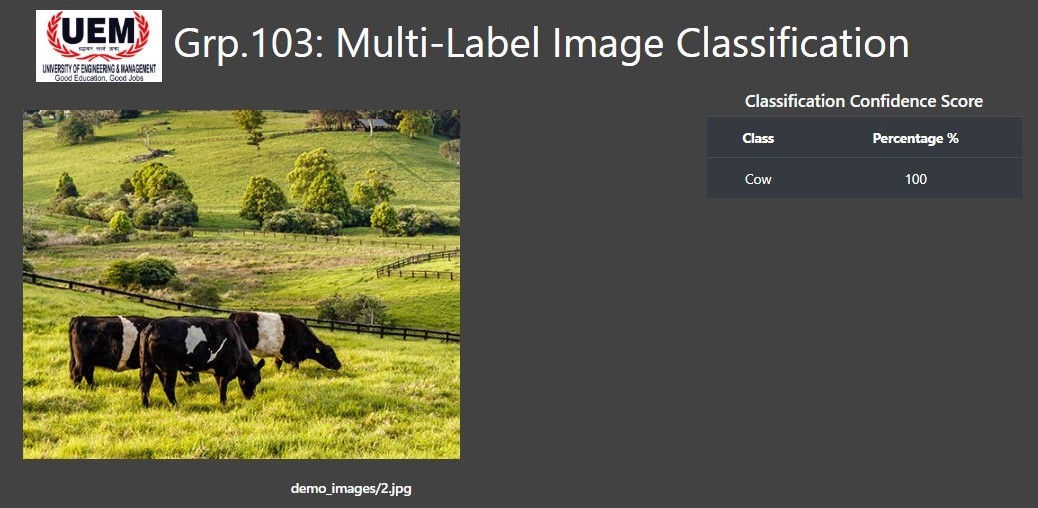 UEM
UNIVERSITY OF ENGINEERING & MANAGEMENT
Good Education, Good Jobs
Grp.103: Multi-Label Image Classification
Classification Confidence Score
Class Percentage %
Cow 100
demo_images/2.jpg